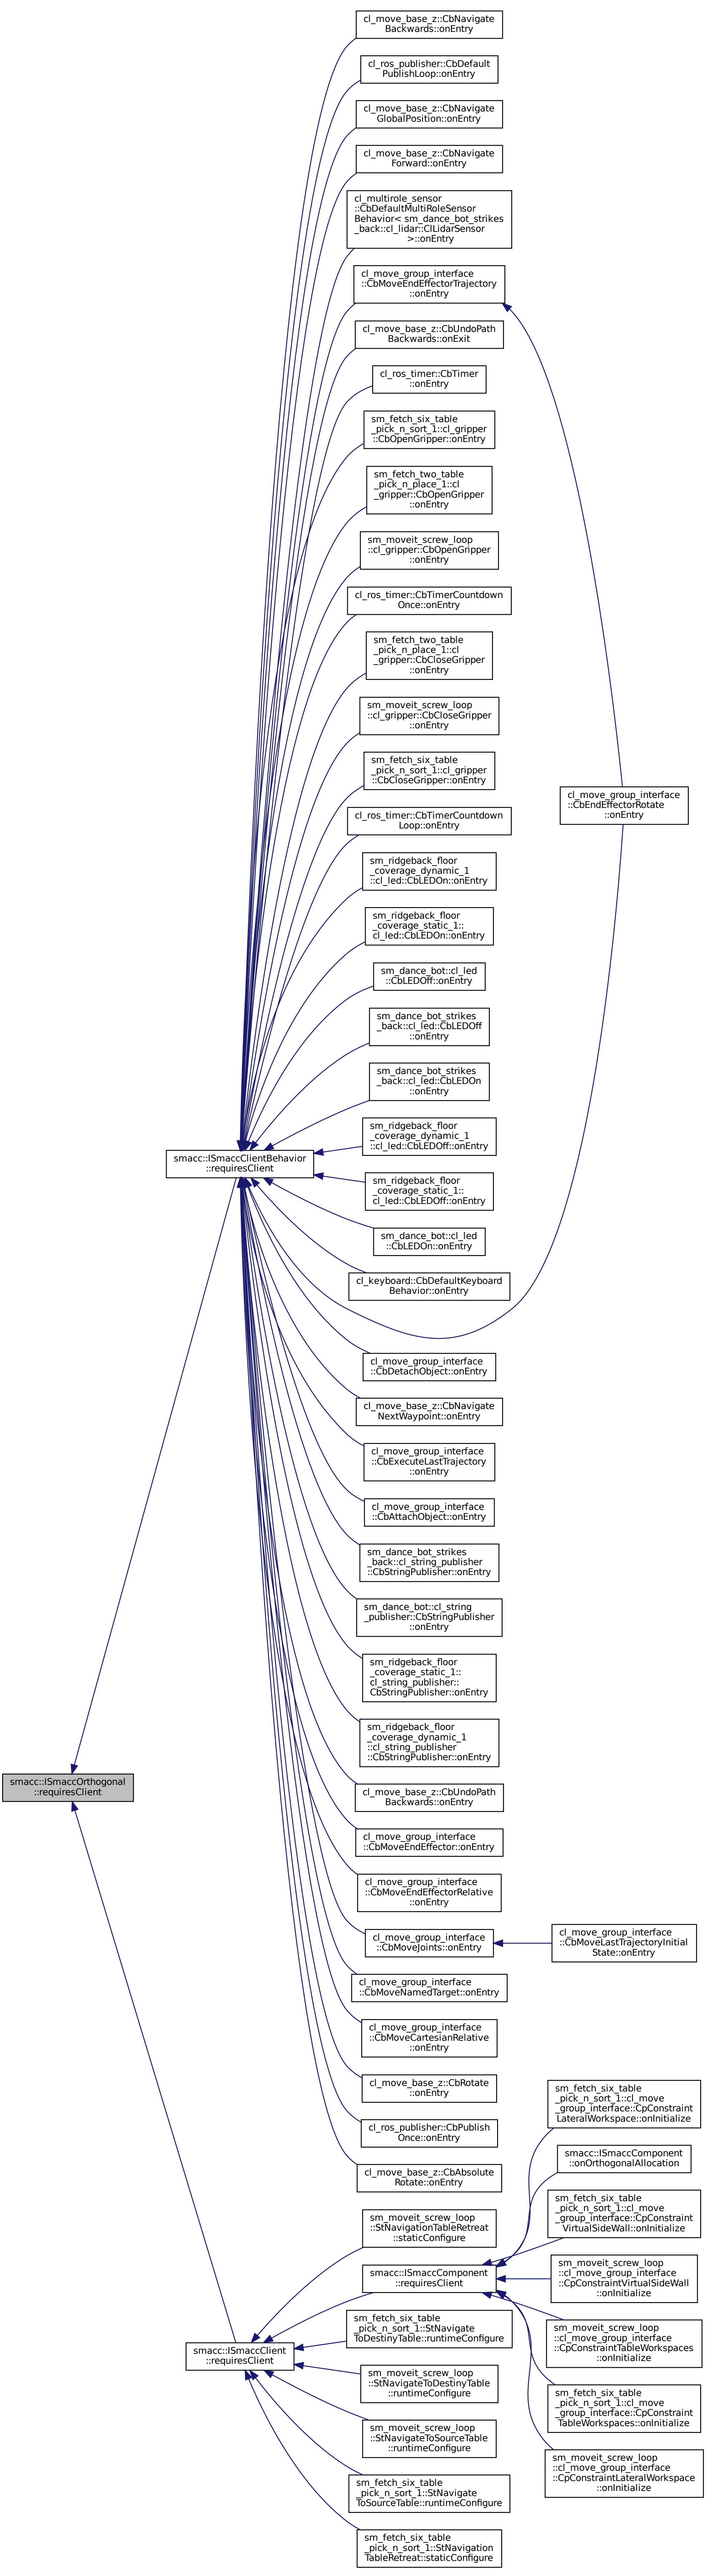 cl_move_base_z::CbNavigate
Backwards::onEntry
cl_ros_publisher::CbDefault
PublishLoop::onEntry
cl_move_base_z::CbNavigate
GlobalPosition::onEntry
cl_move_base_z::CbNavigate
Forward::onEntry
cl_multirole_sensor
::CbDefaultMultiRoleSensor
Behavior< sm_dance_bot_strikes
_back::cl_lidar::ClLidarSensor
>::onEntry
cl_move_group_interface
::CbMoveEndEffectorTrajectory
::onEntry
cl_move_base_z::CbUndoPath
Backwards::onExit
cl_ros_timer::CbTimer
::onEntry
sm_fetch_six_table
_pick_n_sort_1::cl_gripper
::CbOpenGripper::onEntry
sm_fetch_two_table
_pick_n_place_1::cl
_gripper::CbOpenGripper
::onEntry
sm_moveit_screw_loop
::cl_gripper::CbOpenGripper
::onEntry
cl_ros_timer::CbTimerCountdown
Once::onEntry
sm_fetch_two_table
_pick_n_place_1::cl
_gripper::CbCloseGripper
::onEntry
sm_moveit_screw_loop
::cl_gripper::CbCloseGripper
::onEntry
sm_fetch_six_table
_pick_n_sort_1::cl_gripper
::CbCloseGripper::onEntry
cl_move_group_interface
::CbEndEffectorRotate
::onEntry
cl_ros_timer::CbTimerCountdown
Loop::onEntry
sm_ridgeback_floor
_coverage_dynamic_1
::cl_led::CbLEDOn::onEntry
sm_ridgeback_floor
_coverage_static_1::
cl_led::CbLEDOn::onEntry
sm_dance_bot::cl_led
::CbLEDOff::onEntry
sm_dance_bot_strikes
_back::cl_led::CbLEDOff
::onEntry
sm_dance_bot_strikes
_back::cl_led::CbLEDOn
::onEntry
sm_ridgeback_floor
_coverage_dynamic_1
::cl_led::CbLEDOff::onEntry
smacc::ISmaccClientBehavior
::requiresClient
sm_ridgeback_floor
_coverage_static_1::
cl_led::CbLEDOff::onEntry
sm_dance_bot::cl_led
::CbLEDOn::onEntry
cl_keyboard::CbDefaultKeyboard
Behavior::onEntry
cl_move_group_interface
::CbDetachObject::onEntry
cl_move_base_z::CbNavigate
NextWaypoint::onEntry
cl_move_group_interface
::CbExecuteLastTrajectory
::onEntry
cl_move_group_interface
::CbAttachObject::onEntry
sm_dance_bot_strikes
_back::cl_string_publisher
::CbStringPublisher::onEntry
sm_dance_bot::cl_string
_publisher::CbStringPublisher
::onEntry
sm_ridgeback_floor
_coverage_static_1::
cl_string_publisher::
CbStringPublisher::onEntry
sm_ridgeback_floor
_coverage_dynamic_1
::cl_string_publisher
::CbStringPublisher::onEntry
smacc::ISmaccOrthogonal
::requiresClient
cl_move_base_z::CbUndoPath
Backwards::onEntry
cl_move_group_interface
::CbMoveEndEffector::onEntry
cl_move_group_interface
::CbMoveEndEffectorRelative
::onEntry
cl_move_group_interface
::CbMoveJoints::onEntry
cl_move_group_interface
::CbMoveLastTrajectoryInitial
State::onEntry
cl_move_group_interface
::CbMoveNamedTarget::onEntry
cl_move_group_interface
::CbMoveCartesianRelative
::onEntry
cl_move_base_z::CbRotate
::onEntry
cl_ros_publisher::CbPublish
Once::onEntry
cl_move_base_z::CbAbsolute
Rotate::onEntry
sm_fetch_six_table
_pick_n_sort_1::cl_move
_group_interface::CpConstraint
LateralWorkspace::onInitialize
smacc::ISmaccComponent
::onOrthogonalAllocation
sm_moveit_screw_loop
::StNavigationTableRetreat
::staticConfigure
sm_fetch_six_table
_pick_n_sort_1::cl_move
_group_interface::CpConstraint
VirtualSideWall::onInitialize
smacc::ISmaccComponent
::requiresClient
sm_moveit_screw_loop
::cl_move_group_interface
::CpConstraintVirtualSideWall
::onInitialize
sm_fetch_six_table
_pick_n_sort_1::StNavigate
ToDestinyTable::runtimeConfigure
sm_moveit_screw_loop
::cl_move_group_interface
::CpConstraintTableWorkspaces
::onInitialize
smacc::ISmaccClient
::requiresClient
sm_moveit_screw_loop
::StNavigateToDestinyTable
::runtimeConfigure
sm_fetch_six_table
_pick_n_sort_1::cl_move
_group_interface::CpConstraint
TableWorkspaces::onInitialize
sm_moveit_screw_loop
::StNavigateToSourceTable
::runtimeConfigure
sm_moveit_screw_loop
::cl_move_group_interface
::CpConstraintLateralWorkspace
::onInitialize
sm_fetch_six_table
_pick_n_sort_1::StNavigate
ToSourceTable::runtimeConfigure
sm_fetch_six_table
_pick_n_sort_1::StNavigation
TableRetreat::staticConfigure